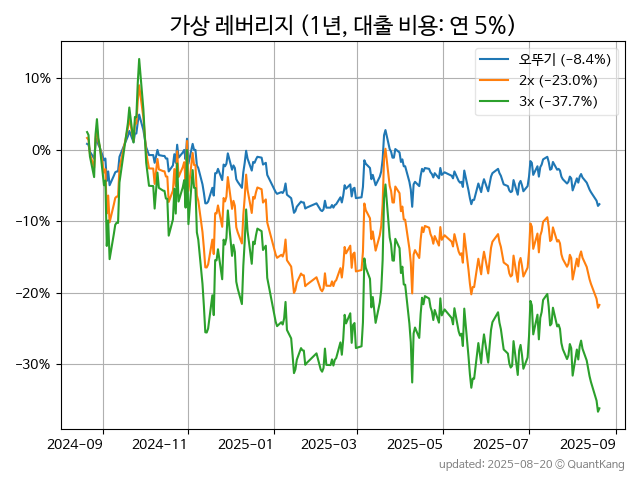 가상 레버리지 (1년, 대출 비용: 연 5%)
오뚜기 (−8.4%)
2x (−23.0%)
3x (−37.7%)
10%
0%
−10%
−20%
−30%
2024-09 2024-11 2025-01 2025-03 2025-05 2025-07 2025-09
updated: 2025-08-20 © QuantKang